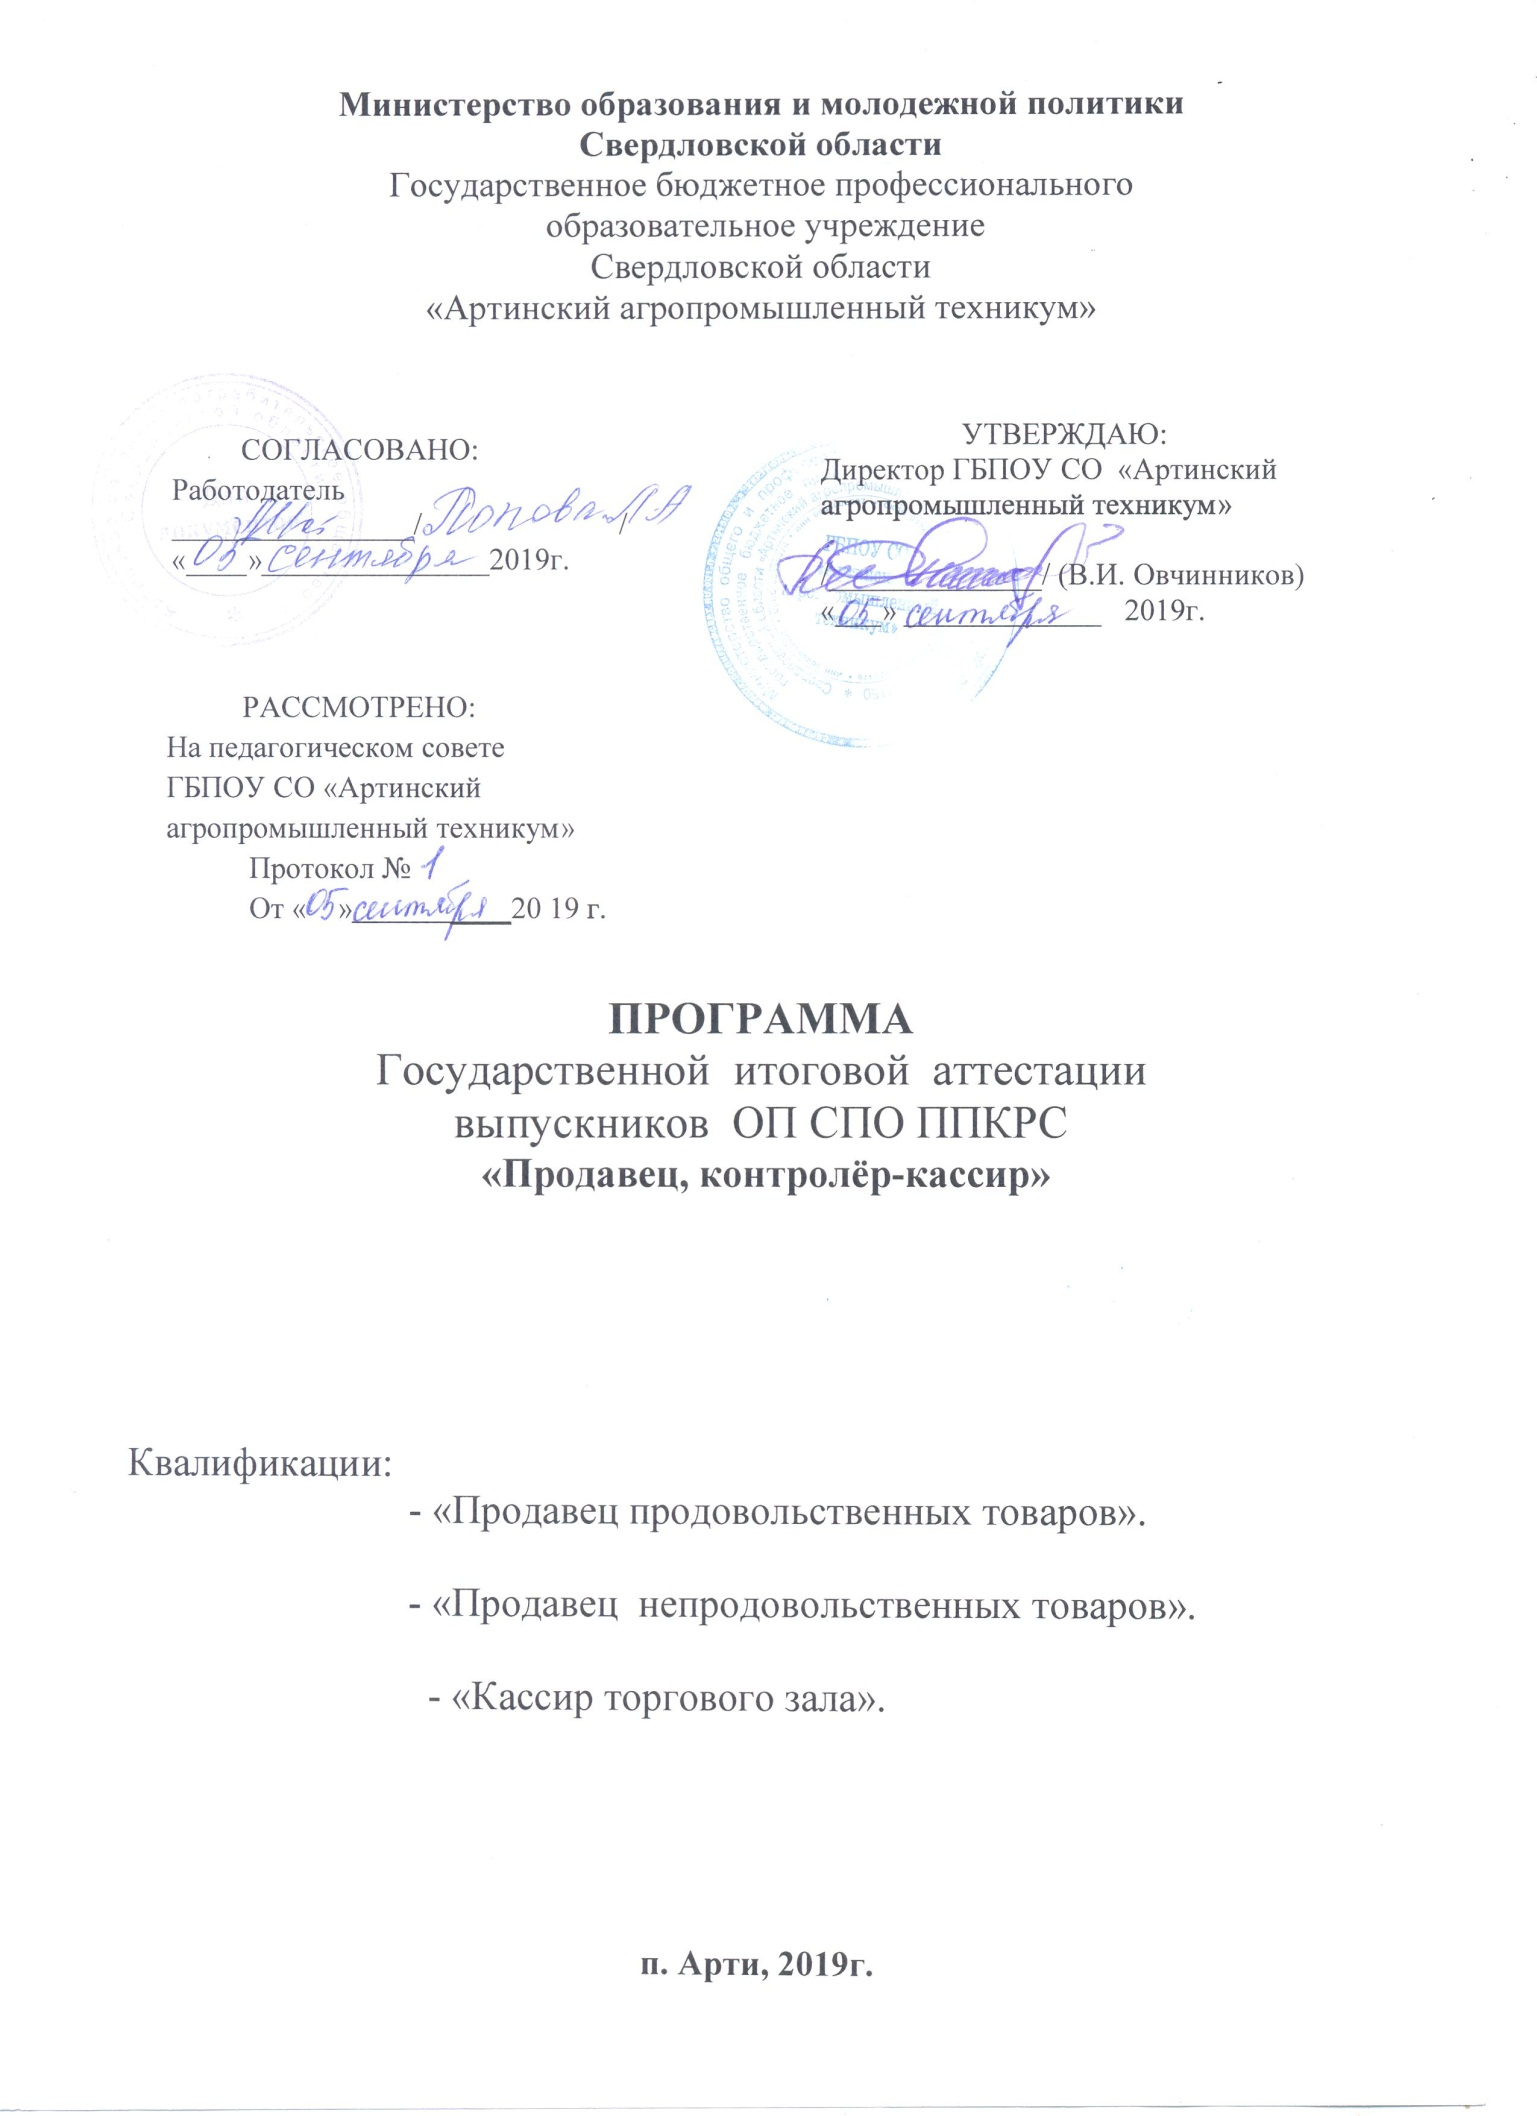 Министерство образования и молодежной политики
Свердловской области
Государственное бюджетное профессионального
образовательное учреждение
Свердловской области
«Артинский агропромышленный техникум»
СОГЛАСОВАНО:
Работодатель
________________/ Попова Л А /
« 05 » сентября 2019г.
УТВЕРЖДАЮ:
Директор ГБПОУ СО «Артинский
агропромышленный техникум»
/______________/ (В.И. Овчинников)
« 05 » сентября 2019г.
РАССМОТРЕНО:
На педагогическом совете
ГБПОУ СО «Артинский
агропромышленный техникум»
Протокол № 1
От « 05 » сентября 20 19 г.
ПРОГРАММА
Государственной итоговой аттестации
выпускников ОП СПО ППКРС
«Продавец, контролёр-кассир»
Квалификации:
- «Продавец продовольственных товаров».
- «Продавец непродовольственных товаров».
- «Кассир торгового зала».
п. Арти, 2019г.